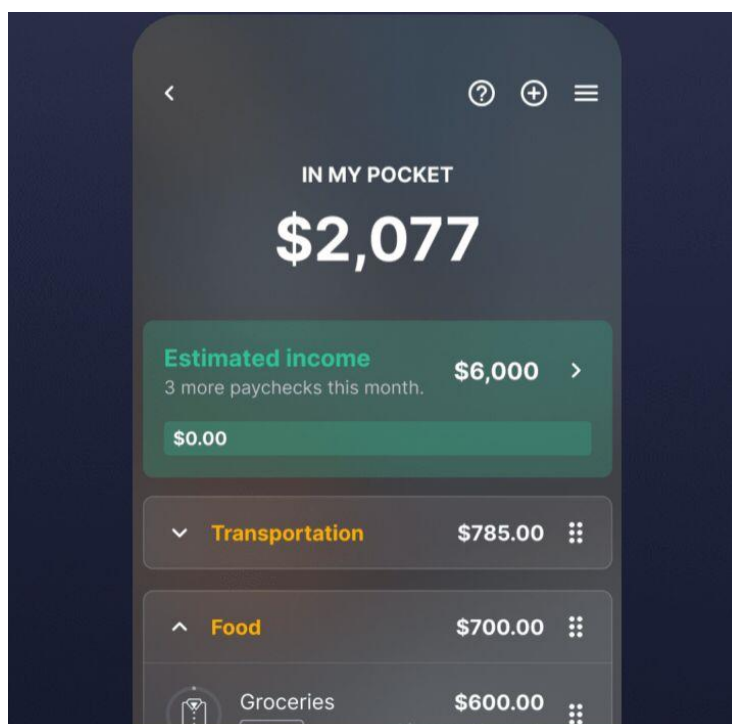 IN MY POCKET
$2,077
Estimated income
$6,000
3 more paychecks this month.
$0.00
Transportation $785.00
Food $700.00
Groceries $600.00